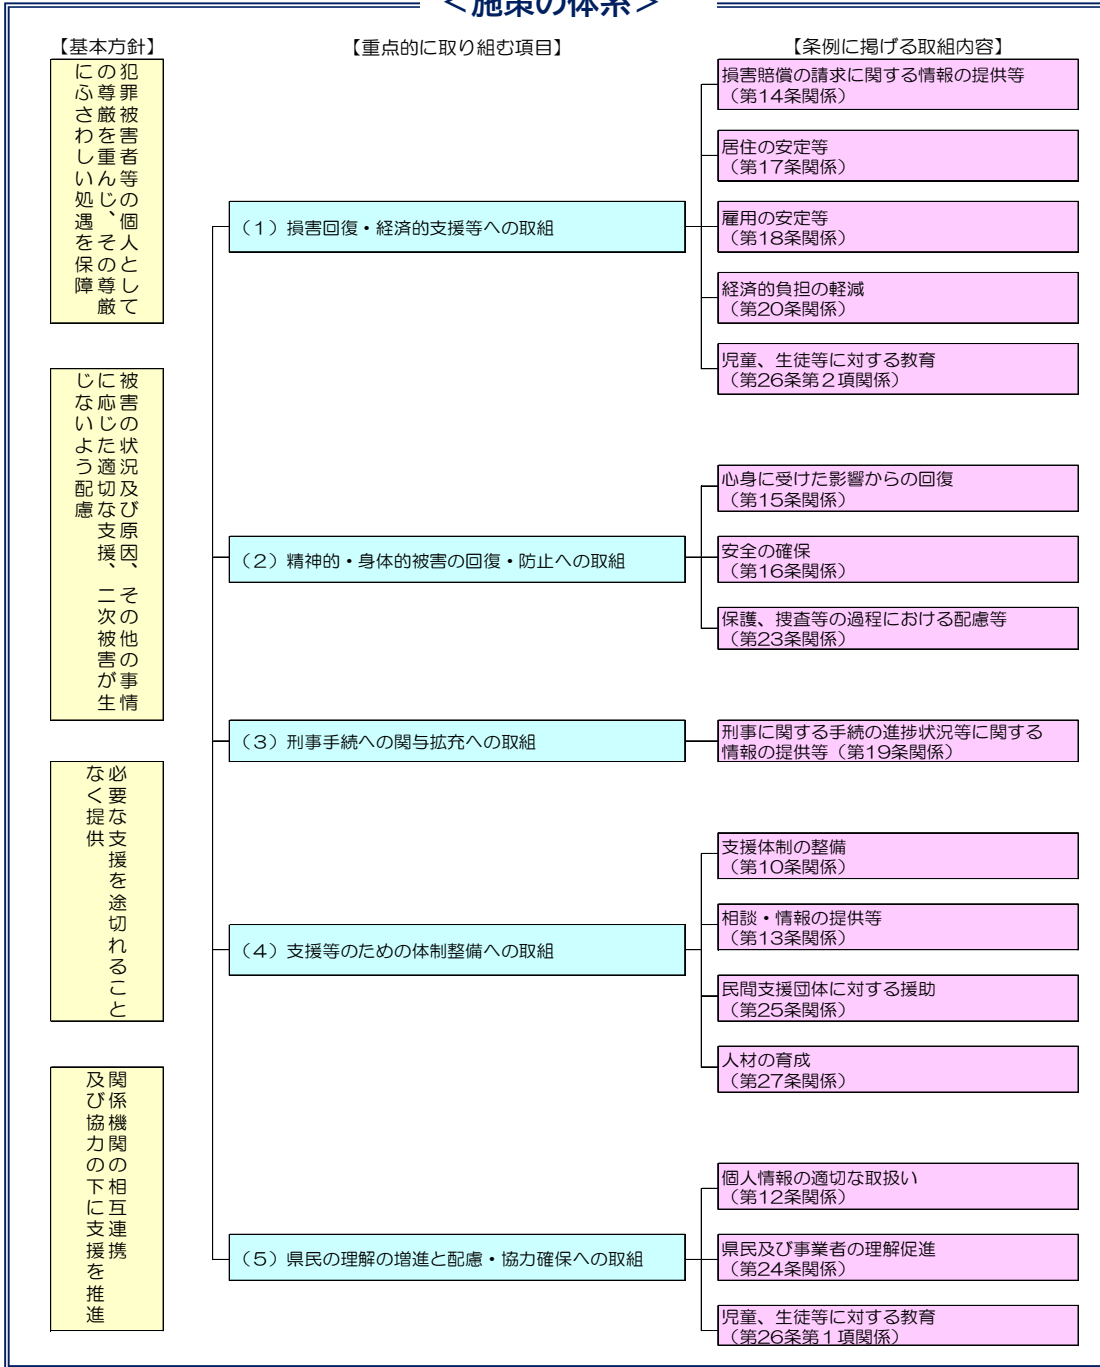 ＜施策の体系＞
【基本方針】
【重点的に取り組む項目】
【条例に掲げる取組内容】
犯罪被害者等の個人として
の尊厳を重んじ、その尊厳
にふさわしい処遇を保障
被害の状況及び原因、その他の事情
に応じた適切な支援、二次被害が生
じないよう配慮
必要な支援を途切れること
なく提供
関係機関の相互連携
及び協力の下に支援を推進
（1）損害回復・経済的支援等への取組
損害賠償の請求に関する情報の提供等
（第14条関係）
居住の安定等
（第17条関係）
雇用の安定等
（第18条関係）
経済的負担の軽減
（第20条関係）
児童、生徒等に対する教育
（第26条第２項関係）
（2）精神的・身体的被害の回復・防止への取組
心身に受けた影響からの回復
（第15条関係）
安全の確保
（第16条関係）
保護、捜査等の過程における配慮等
（第23条関係）
（3）刑事手続への関与拡充への取組
刑事に関する手続の進捗状況等に関する
情報の提供等（第19条関係）
（4）支援等のための体制整備への取組
支援体制の整備
（第10条関係）
相談・情報の提供等
（第13条関係）
民間支援団体に対する援助
（第25条関係）
人材の育成
（第27条関係）
（5）県民の理解の増進と配慮・協力確保への取組
個人情報の適切な取扱い
（第12条関係）
県民及び事業者の理解促進
（第24条関係）
児童、生徒等に対する教育
（第26条第１項関係）